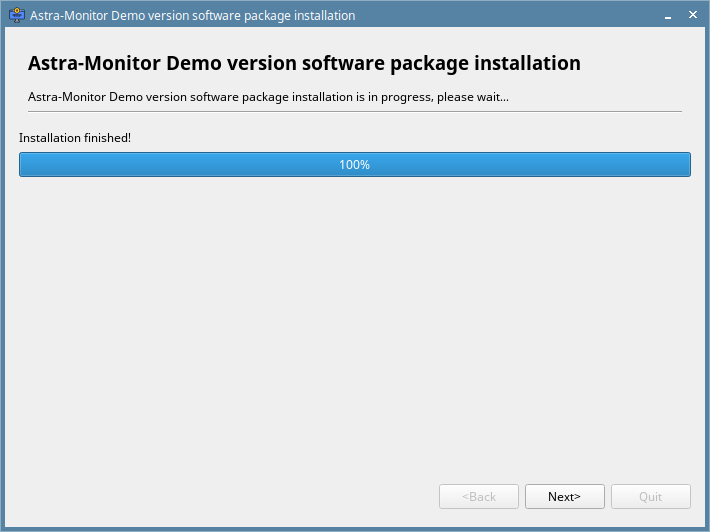 Astra-Monitor Demo version software package installation
Astra-Monitor Demo version software package installation
Astra-Monitor Demo version software package installation is in progress, please wait...
Installation finished!
100%
<Back
Next>
Quit